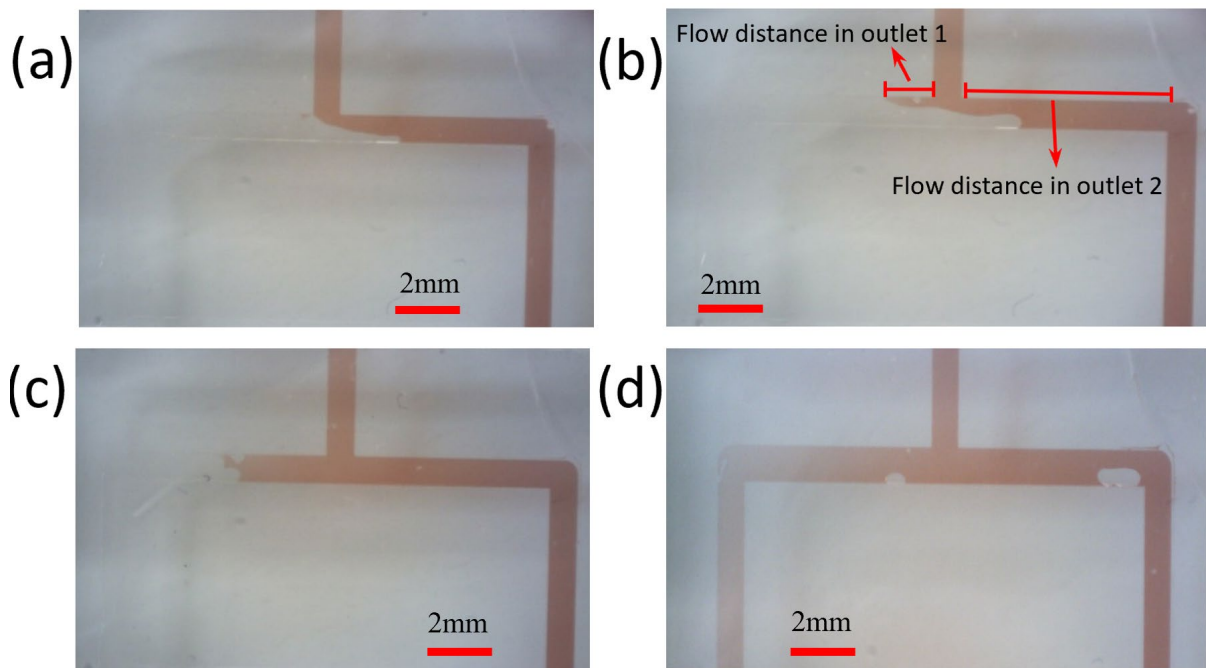 (a)
2mm
(b)
Flow distance in outlet 1
Flow distance in outlet 2
2mm
(c)
2mm
(d)
2mm